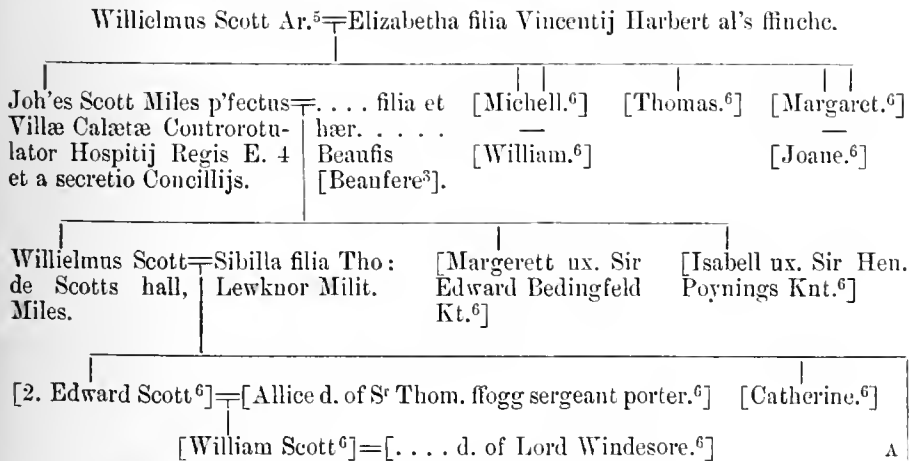 Willielmus Scott Ar.⁵=Elizabetha filia Vincentij Harbert al's ffinche.
Joh'es Scott Miles p'fectus=. . . . filia et [Michell.⁶] [Thomas.⁶] [Margaret.⁶]
Villæ Calætæ Controrotu- hær. . . . . — —
lator Hospitij Regis E. 4 Beaufis [William.⁶] [Joane.⁶]
et a secretio Concillijs. [Beaufere³].
Willielmus Scott=Sibilla filia Tho: [Margerett ux. Sir [Isabell ux. Sir Hen.
de Scotts hall, Lewknor Milit. Edward Bedingfeld Poynings Knt.⁶]
Miles. Kt.⁶]
[2. Edward Scott⁶]=[Allice d. of Sʳ Thom. ffogg sergeant porter.⁶] [Catherine.⁶]
[William Scott⁶]=[. . . . d. of Lord Windesore.⁶] A